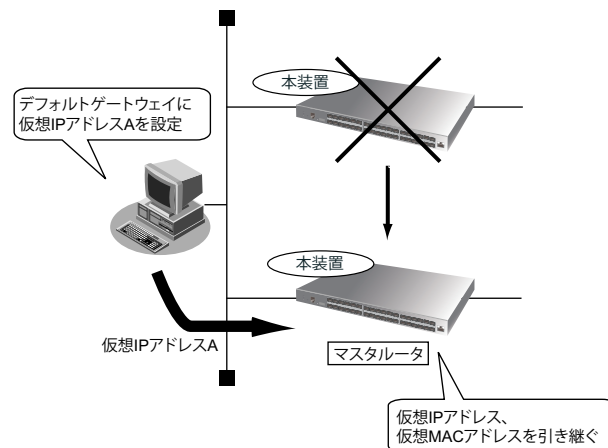 本装置
デフォルトゲートウェイに
仮想IPアドレスAを設定
本装置
仮想IPアドレスA
マスタルータ
仮想IPアドレス、
仮想MACアドレスを引き継ぐ